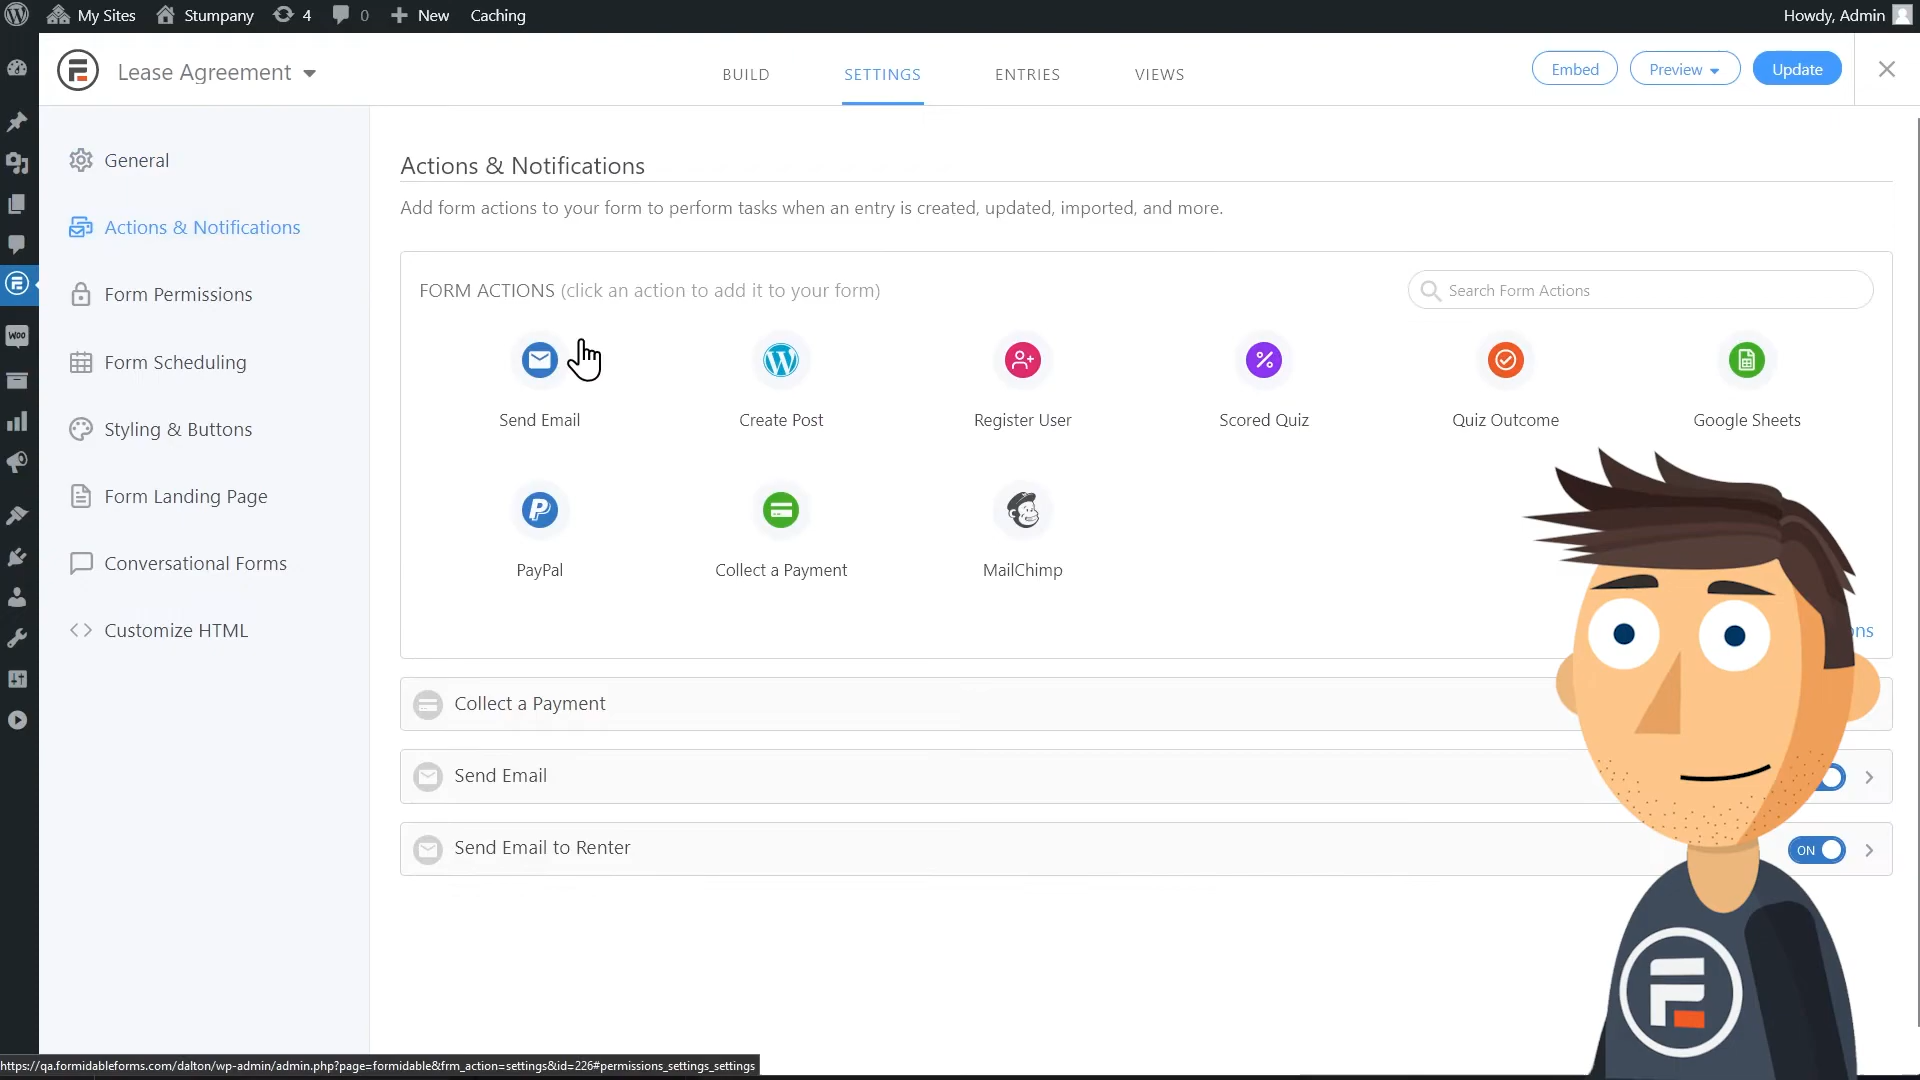 My Sites
Stumpany
4
0
New
Caching
Howdy, Admin
Lease Agreement
BUILD
SETTINGS
ENTRIES
VIEWS
Embed
Preview
Update
General
Actions & Notifications
Form Permissions
Form Scheduling
Styling & Buttons
Form Landing Page
Conversational Forms
Customize HTML
Woo
Actions & Notifications
Add form actions to your form to perform tasks when an entry is created, updated, imported, and more.
FORM ACTIONS (click an action to add it to your form)
Search Form Actions
Send Email
Create Post
Register User
Scored Quiz
Quiz Outcome
Google Sheets
PayPal
Collect a Payment
MailChimp
Collect a Payment
Send Email
Send Email to Renter
ON
https://qa.formidableforms.com/dalton/wp-admin/admin.php?page=formidable&frm_action=settings&id=226#permissions_settings_settings